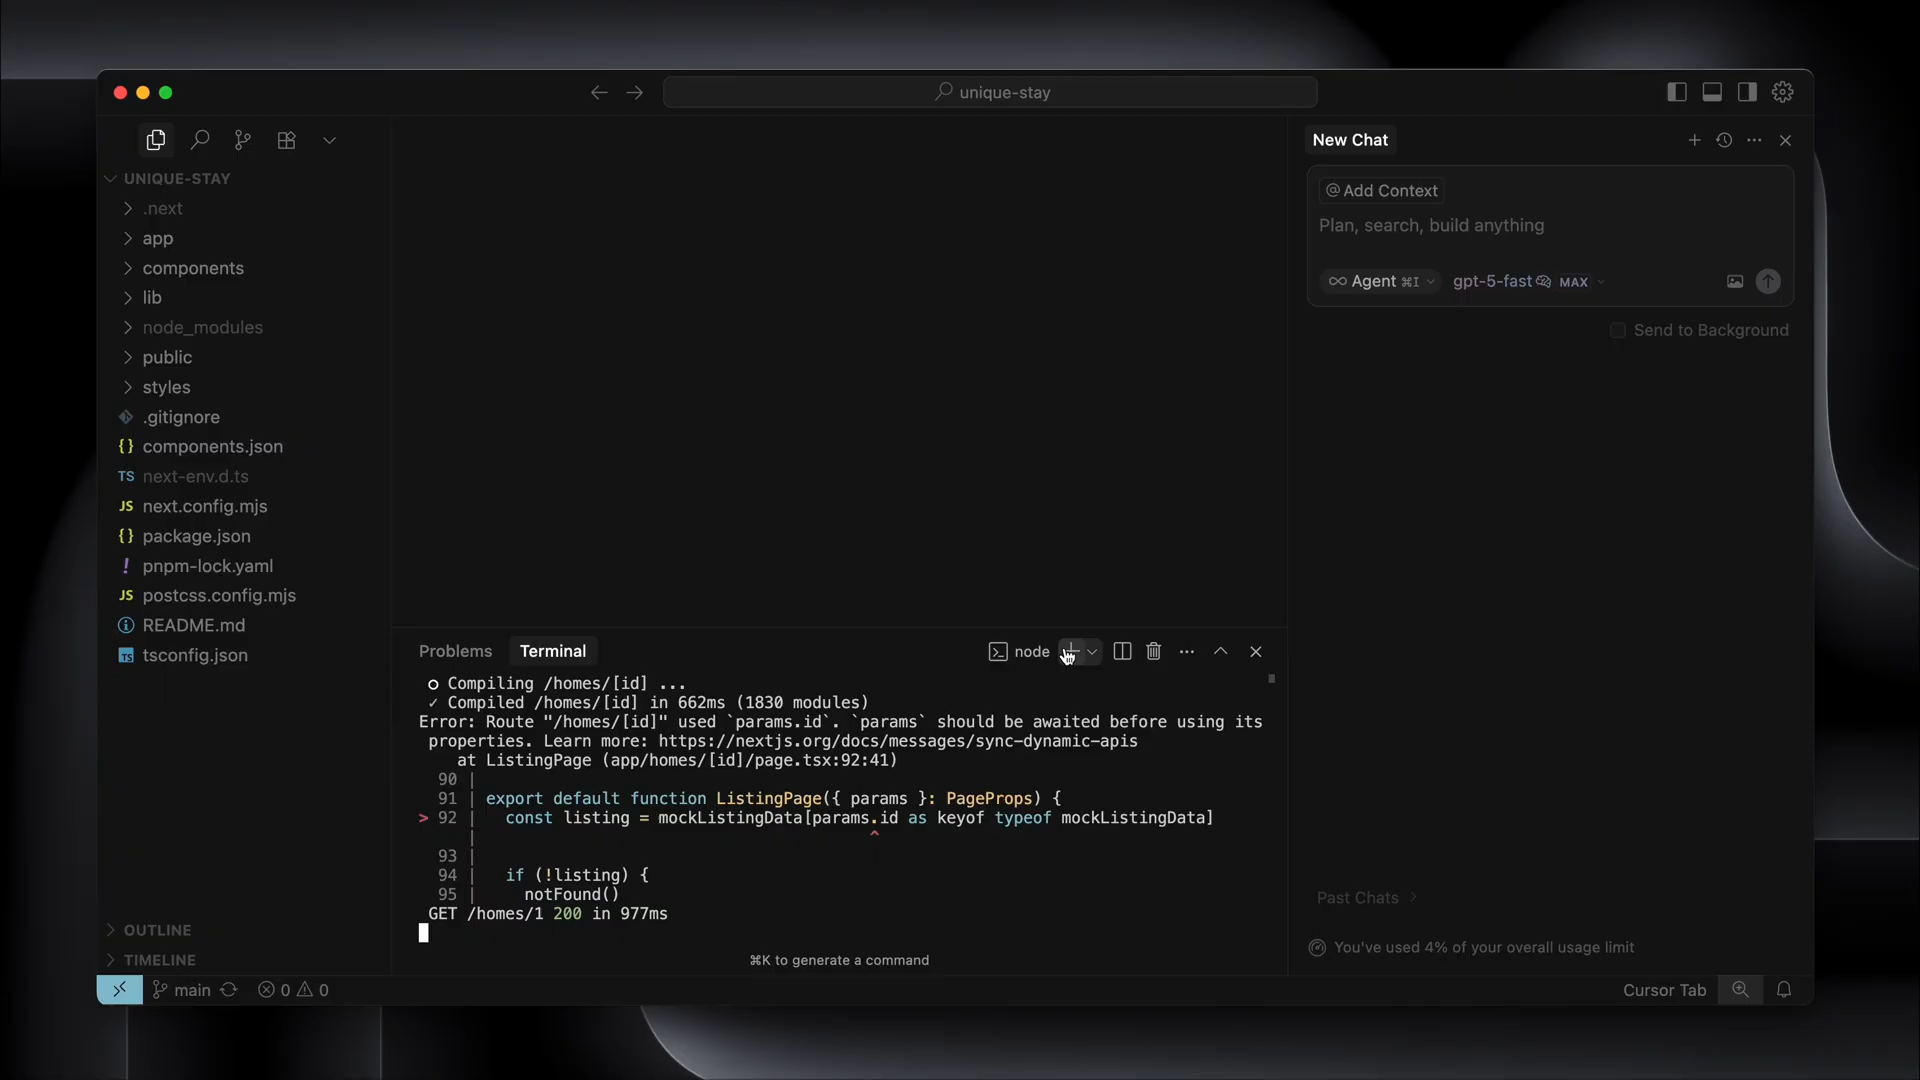 unique-stay
UNIQUE-STAY
.next
app
components
lib
node_modules
public
styles
.gitignore
{} components.json
TS next-env.d.ts
JS next.config.mjs
{} package.json
! pnpm-lock.yaml
JS postcss.config.mjs
README.md
TS tsconfig.json
OUTLINE
TIMELINE
Problems Terminal node
○ Compiling /homes/[id] ...
✓ Compiled /homes/[id] in 662ms (1830 modules)
Error: Route "/homes/[id]" used `params.id`. `params` should be awaited before using its
properties. Learn more: https://nextjs.org/docs/messages/sync-dynamic-apis
at ListingPage (app/homes/[id]/page.tsx:92:41)
90 |
91 | export default function ListingPage({ params }: PageProps) {
> 92 | const listing = mockListingData[params.id as keyof typeof mockListingData]
| ^
93 |
94 | if (!listing) {
95 | notFound()
GET /homes/1 200 in 977ms
⌘K to generate a command
New Chat
@ Add Context
Plan, search, build anything
∞ Agent ⌘I gpt-5-fast MAX
Send to Background
Past Chats >
You've used 4% of your overall usage limit
main 0 0
Cursor Tab